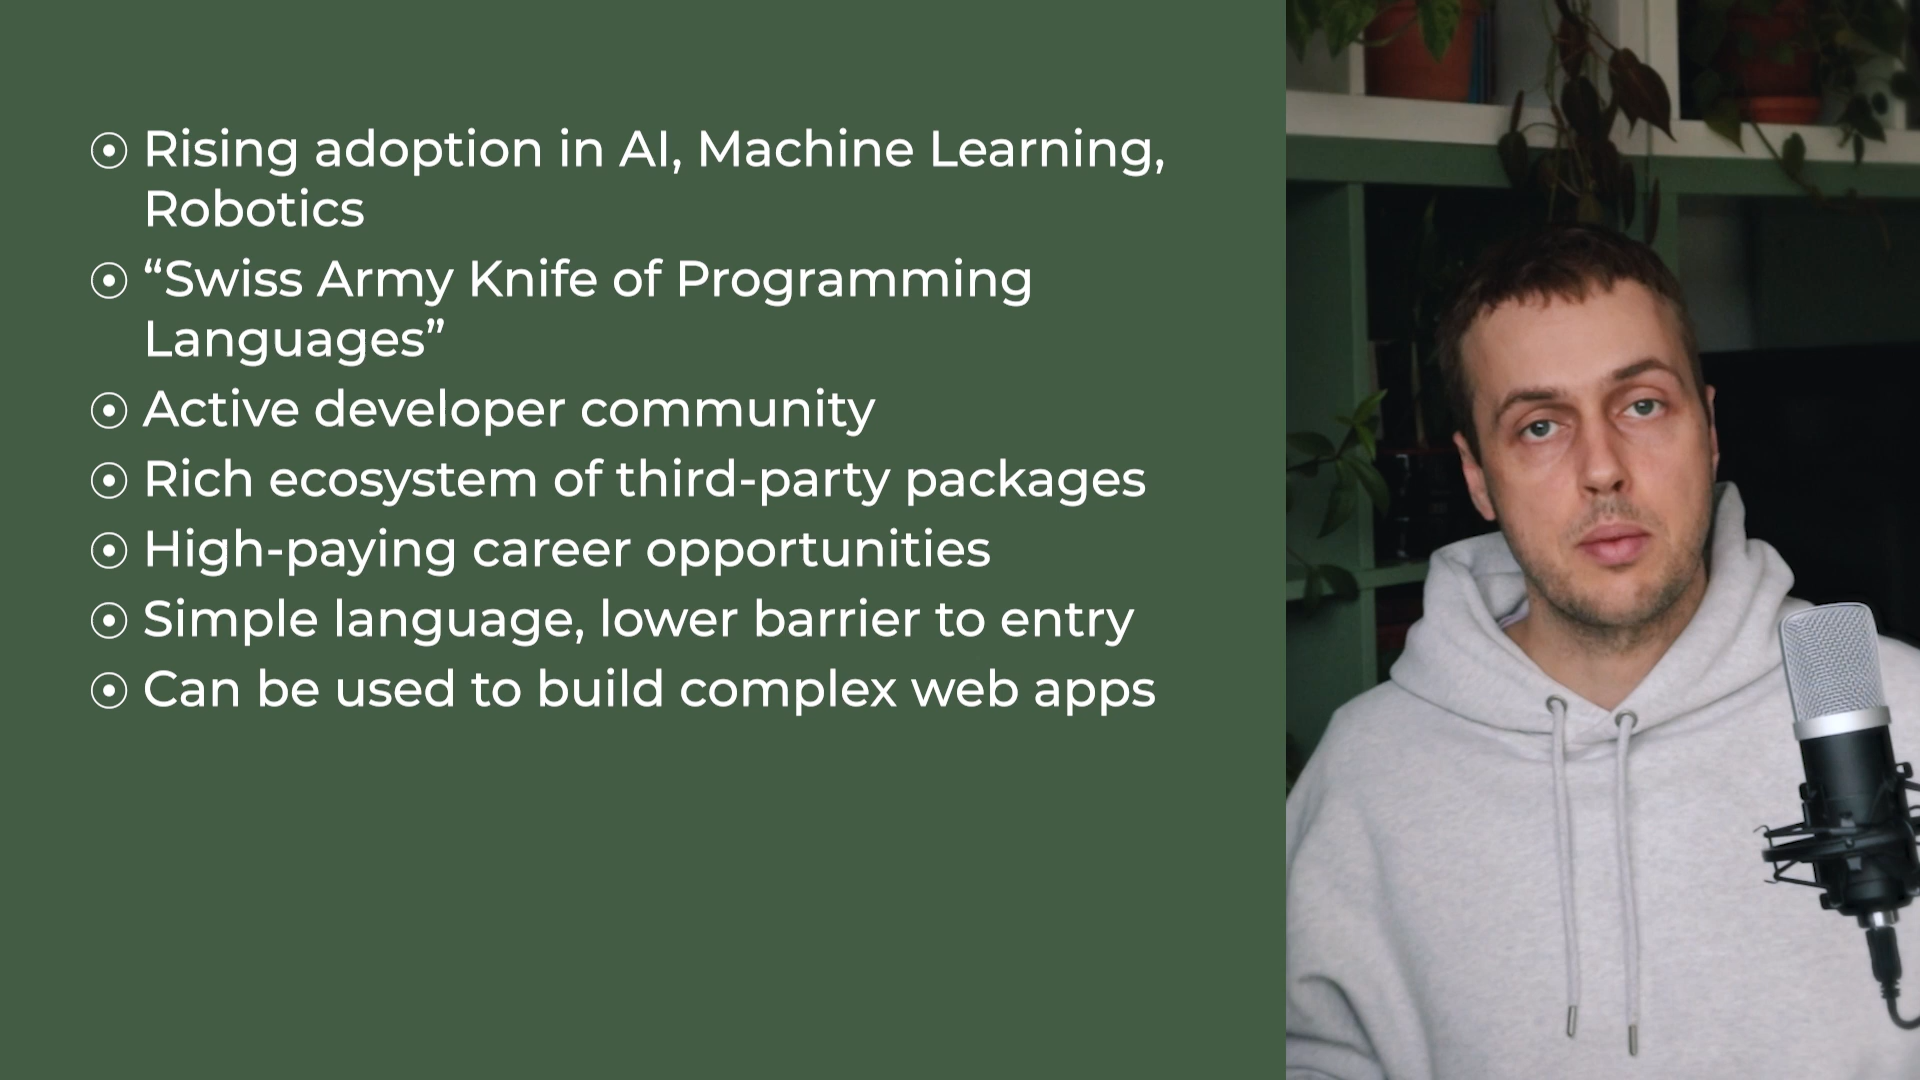 Rising adoption in AI, Machine Learning,
Robotics
“Swiss Army Knife of Programming
Languages”
Active developer community
Rich ecosystem of third-party packages
High-paying career opportunities
Simple language, lower barrier to entry
Can be used to build complex web apps